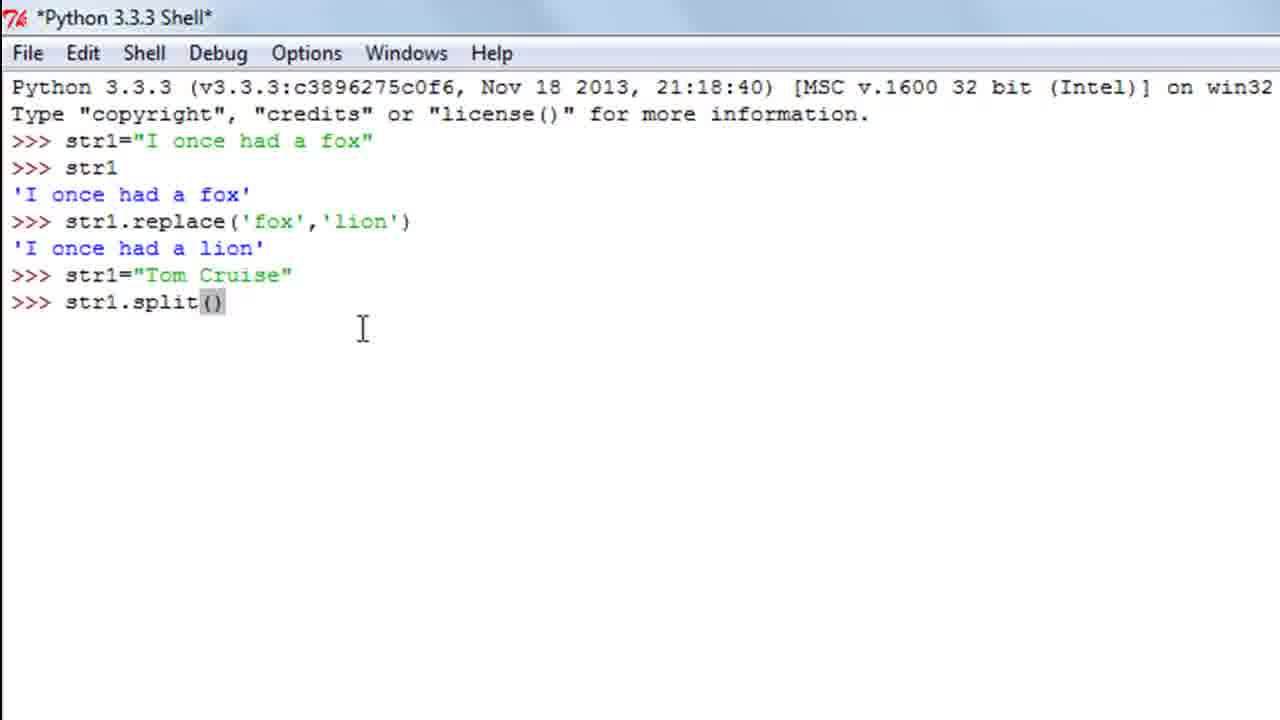 *Python 3.3.3 Shell*
File Edit Shell Debug Options Windows Help
Python 3.3.3 (v3.3.3:c3896275c0f6, Nov 18 2013, 21:18:40) [MSC v.1600 32 bit (Intel)] on win32
Type "copyright", "credits" or "license()" for more information.
>>> str1="I once had a fox"
>>> str1
'I once had a fox'
>>> str1.replace('fox','lion')
'I once had a lion'
>>> str1="Tom Cruise"
>>> str1.split()